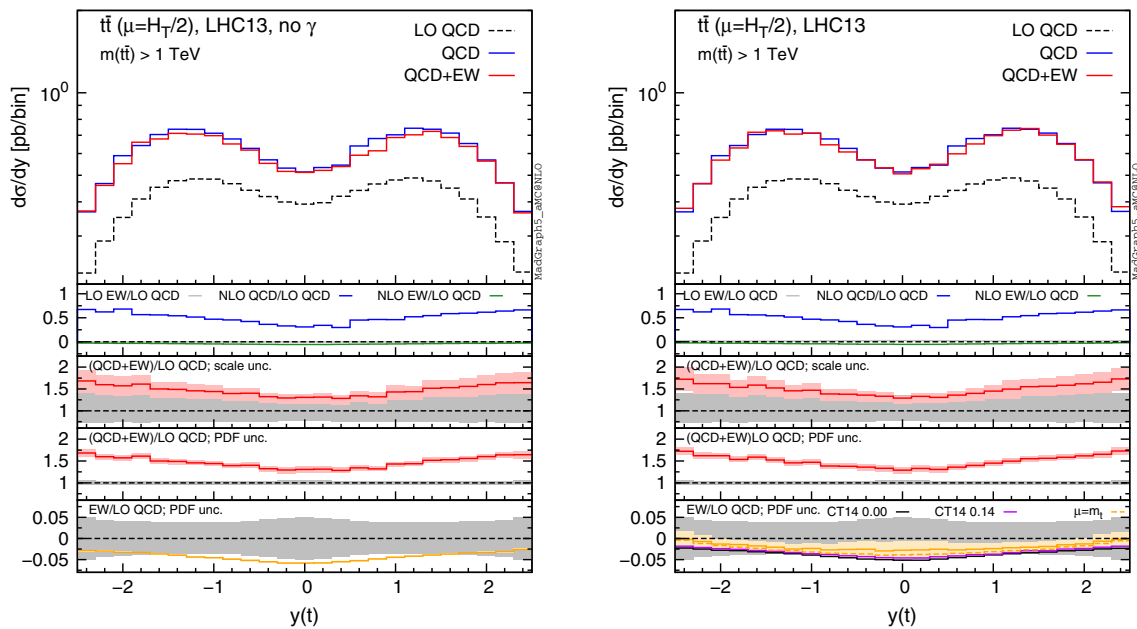 tt̄ (μ=H_T/2), LHC13, no γ
m(tt̄) > 1 TeV
LO QCD
QCD
QCD+EW
10^0
dσ/dy [pb/bin]
MadGraph5_aMC@NLO
LO EW/LO QCD
NLO QCD/LO QCD
NLO EW/LO QCD
1
0.5
0
(QCD+EW)/LO QCD; scale unc.
2
1.5
1
(QCD+EW)/LO QCD; PDF unc.
2
1.5
1
EW/LO QCD; PDF unc.
0.05
0
−0.05
−2
−1
0
1
2
y(t)
tt̄ (μ=H_T/2), LHC13
m(tt̄) > 1 TeV
LO QCD
QCD
QCD+EW
10^0
dσ/dy [pb/bin]
MadGraph5_aMC@NLO
LO EW/LO QCD
NLO QCD/LO QCD
NLO EW/LO QCD
1
0.5
0
(QCD+EW)/LO QCD; scale unc.
2
1.5
1
(QCD+EW)LO QCD; PDF unc.
2
1.5
1
EW/LO QCD; PDF unc.
CT14 0.00
CT14 0.14
μ=m_t
0.05
0
−0.05
−2
−1
0
1
2
y(t)